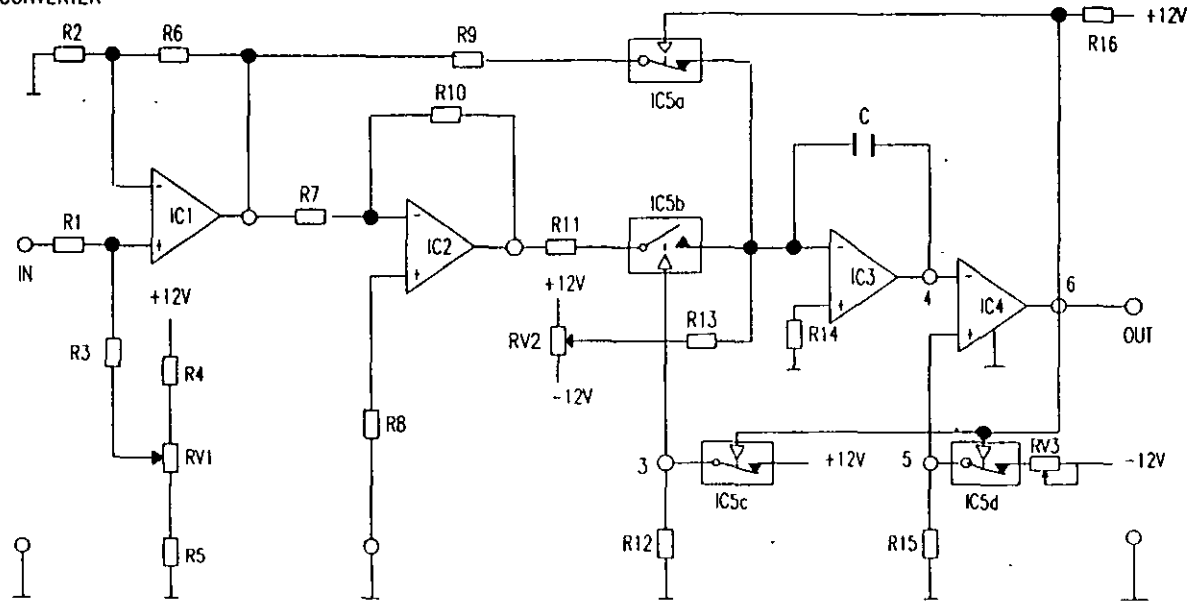 CONVERTER
R2
R6
R9
IC5a
R16
+12V
R10
C
R1
IN
-
+
IC1
R7
-
+
IC2
R11
IC5b
-
+
IC3
4
-
+
IC4
6
OUT
R3
+12V
R4
RV1
R5
R8
+12V
RV2
-12V
R13
R14
3
IC5c
+12V
R12
5
IC5d
RV3
-12V
R15